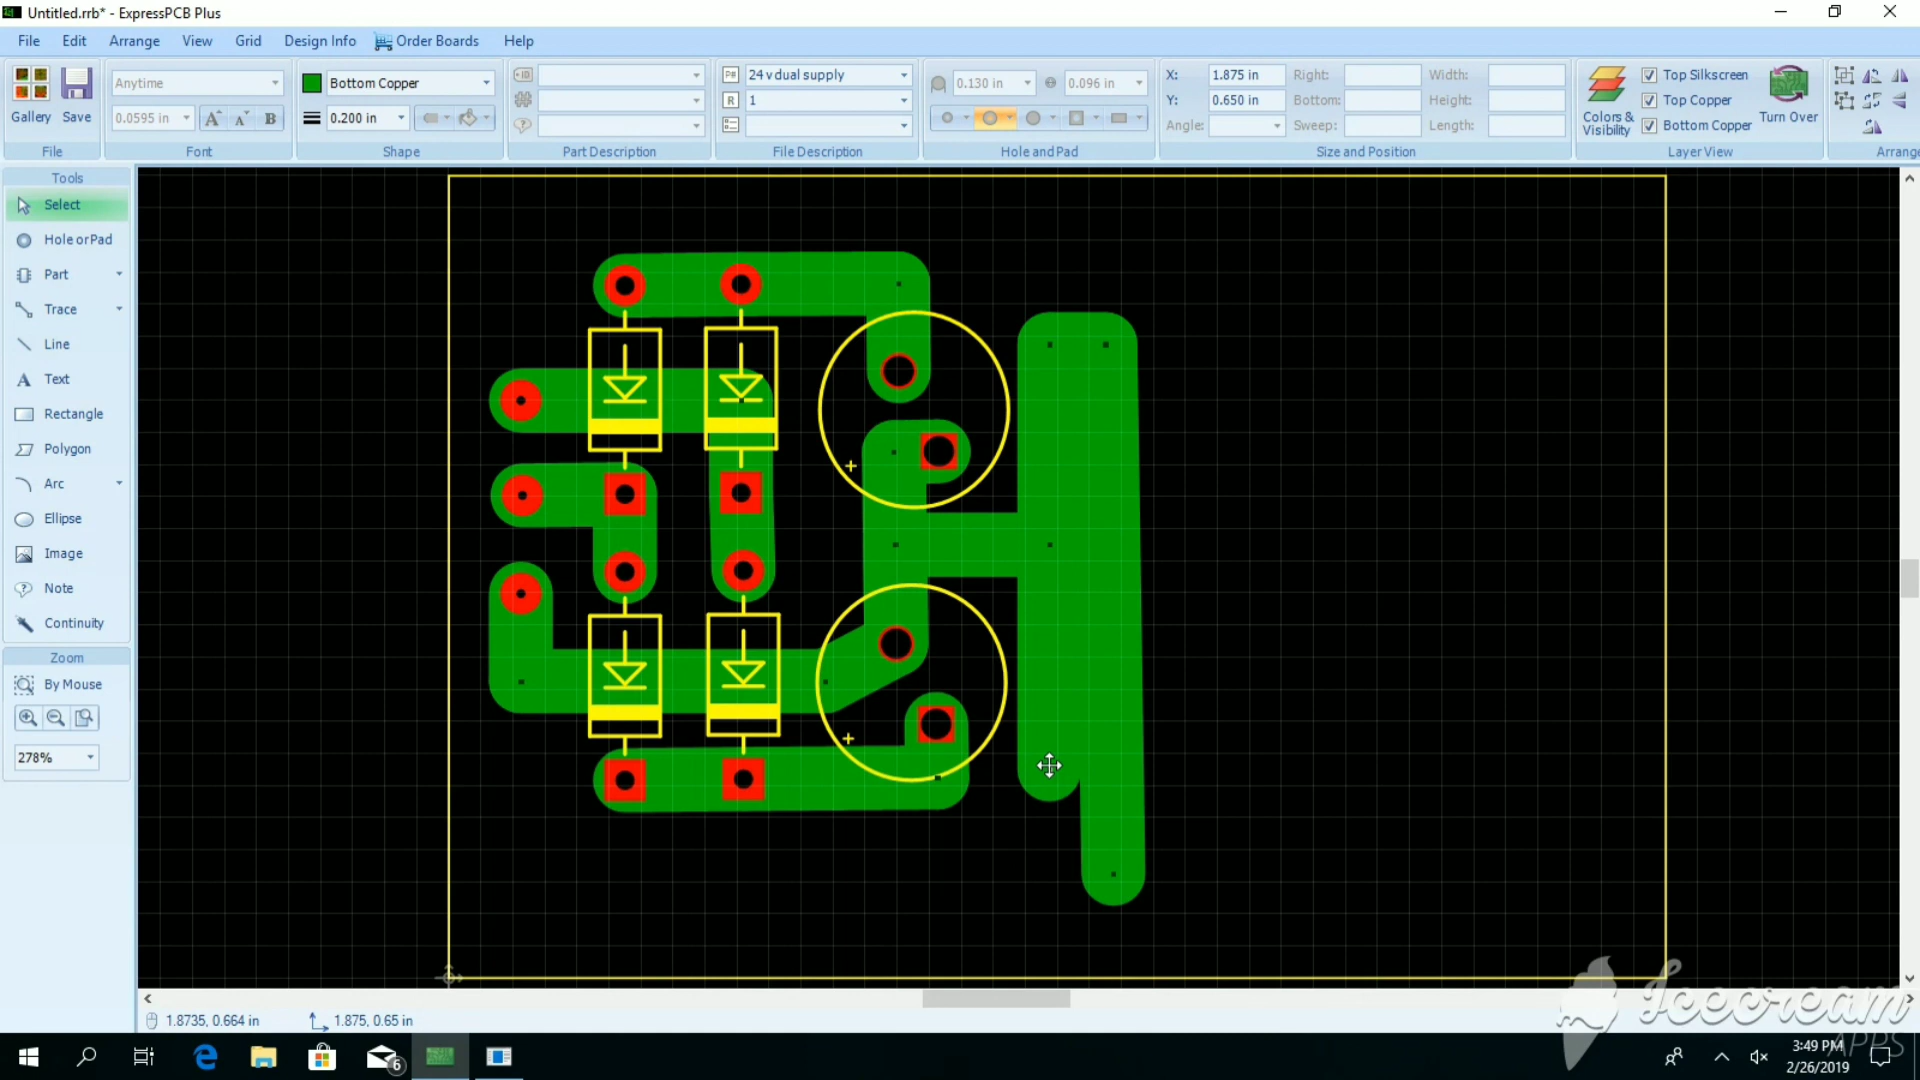 Untitled.rrb* - ExpressPCB Plus
File Edit Arrange View Grid Design Info Order Boards Help
Gallery Save
File
Anytime
0.0595 in A A B
Font
Bottom Copper
0.200 in
Shape
Part Description
24 v dual supply
1
File Description
0.130 in 0.096 in
Hole and Pad
X: 1.875 in Right: Width:
Y: 0.650 in Bottom: Height:
Angle: Sweep: Length:
Size and Position
Colors & Visibility
Top Silkscreen
Top Copper
Bottom Copper
Turn Over
Layer View
Arrange
Tools
Select
Hole or Pad
Part
Trace
Line
Text
Rectangle
Polygon
Arc
Ellipse
Image
Note
Continuity
Zoom
By Mouse
278%
+
+
1.8735, 0.664 in 1.875, 0.65 in
Icecream
APPS
6
3:49 PM
2/26/2019